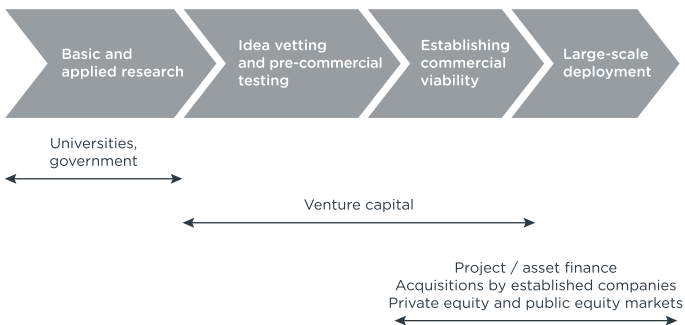 Basic and
applied research
Idea vetting
and pre-commercial
testing
Establishing
commercial
viability
Large-scale
deployment
Universities,
government
Venture capital
Project / asset finance
Acquisitions by established companies
Private equity and public equity markets